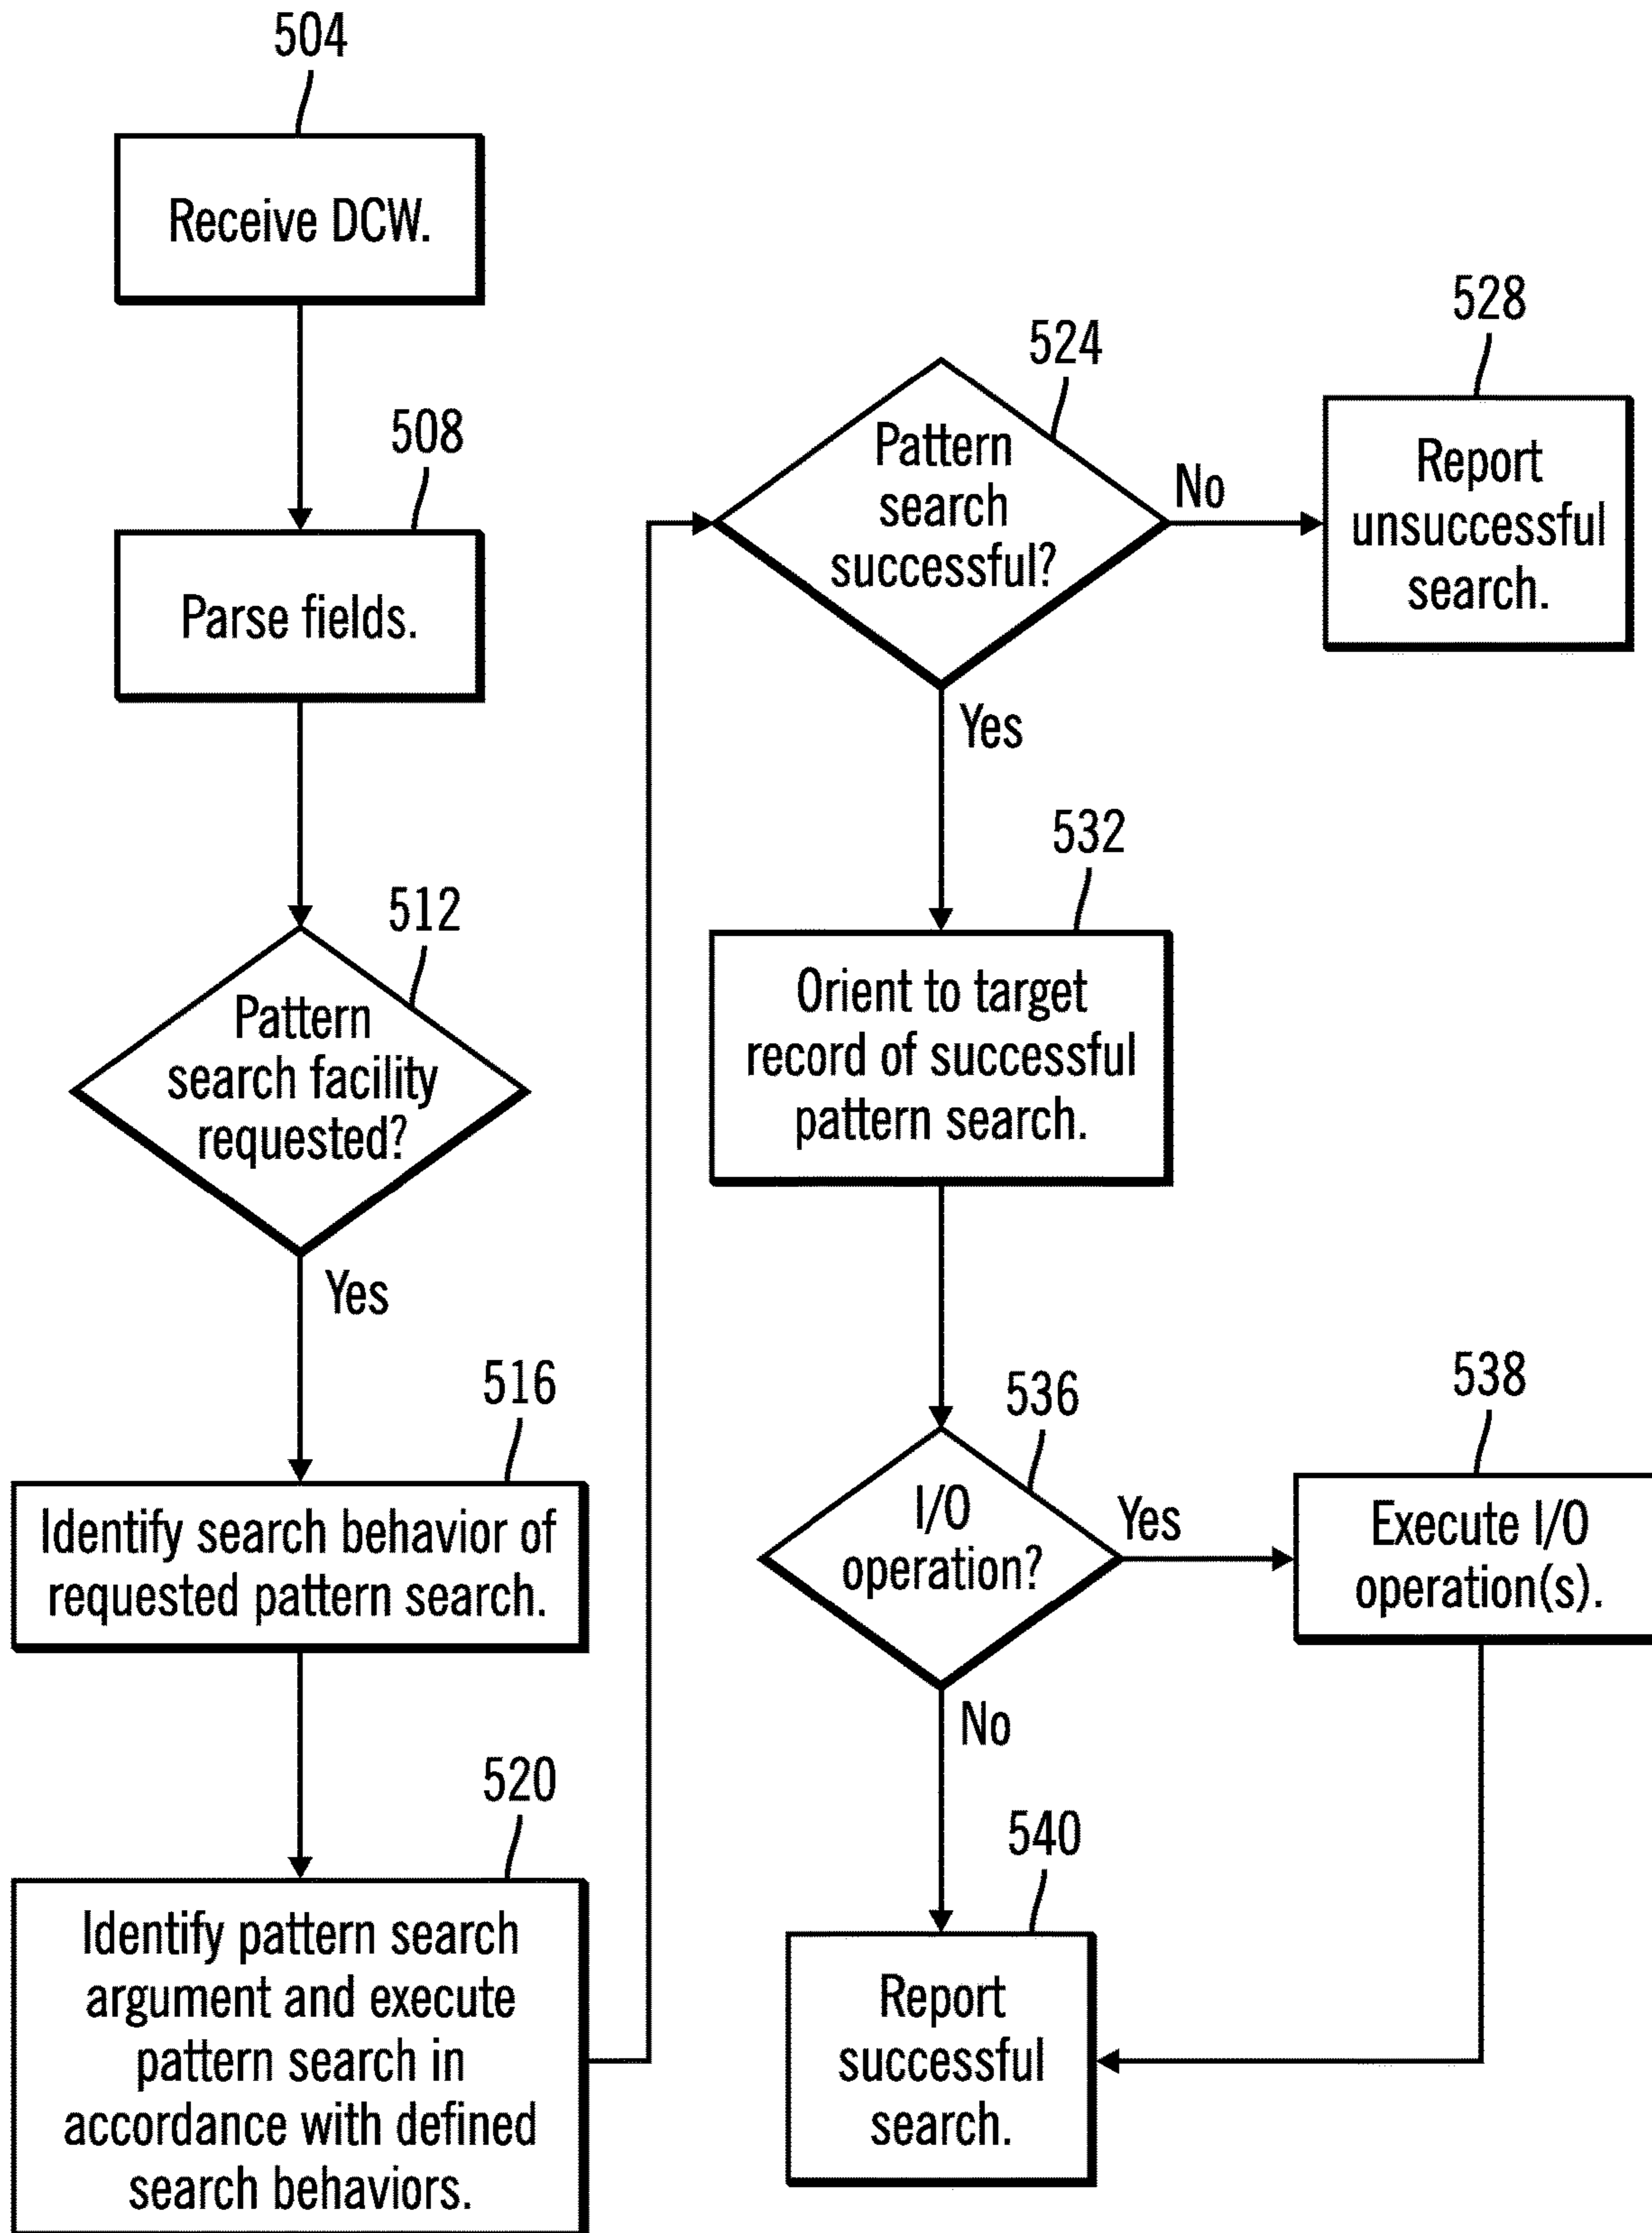 504
Receive DCW.
508
Parse fields.
512
Pattern
search facility
requested?
Yes
516
Identify search behavior of
requested pattern search.
520
Identify pattern search
argument and execute
pattern search in
accordance with defined
search behaviors.
524
Pattern
search
successful?
No
528
Report
unsuccessful
search.
Yes
532
Orient to target
record of successful
pattern search.
536
I/O
operation?
Yes
538
Execute I/O
operation(s).
No
540
Report
successful
search.